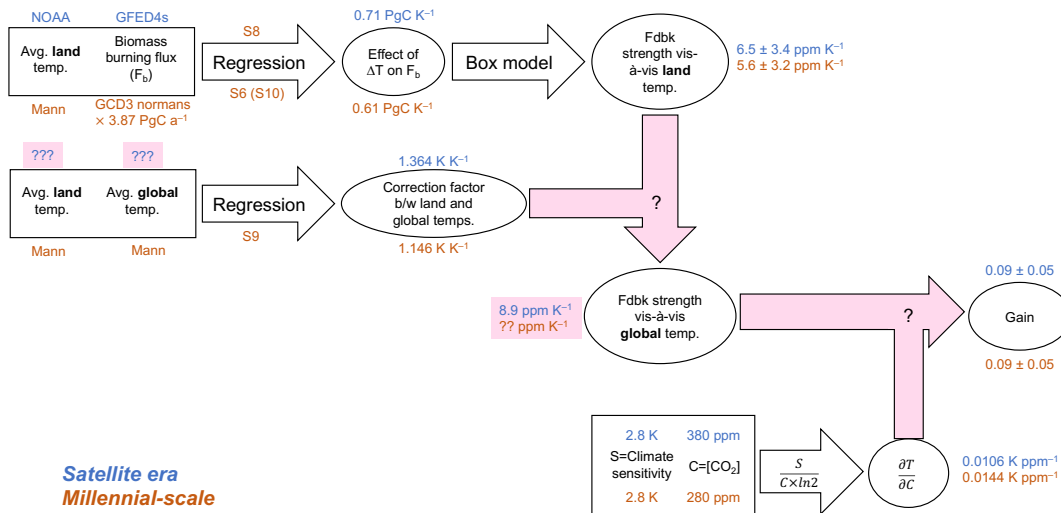 NOAA GFED4s
Avg. land
temp.
Biomass
burning flux
(Fb)
Mann
GCD3 normans
× 3.87 PgC a⁻¹
S8
Regression
S6 (S10)
0.71 PgC K⁻¹
Effect of
ΔT on Fb
0.61 PgC K⁻¹
Box model
Fdbk
strength vis-
à-vis land
temp.
6.5 ± 3.4 ppm K⁻¹
5.6 ± 3.2 ppm K⁻¹
??? ???
Avg. land
temp.
Avg. global
temp.
Mann Mann
Regression
S9
1.364 K K⁻¹
Correction factor
b/w land and
global temps.
1.146 K K⁻¹
?
8.9 ppm K⁻¹
?? ppm K⁻¹
Fdbk strength
vis-à-vis
global temp.
?
0.09 ± 0.05
Gain
0.09 ± 0.05
2.8 K 380 ppm
S=Climate
sensitivity
C=[CO₂]
2.8 K 280 ppm
S
C×ln2
∂T
∂C
0.0106 K ppm⁻¹
0.0144 K ppm⁻¹
Satellite era
Millennial-scale